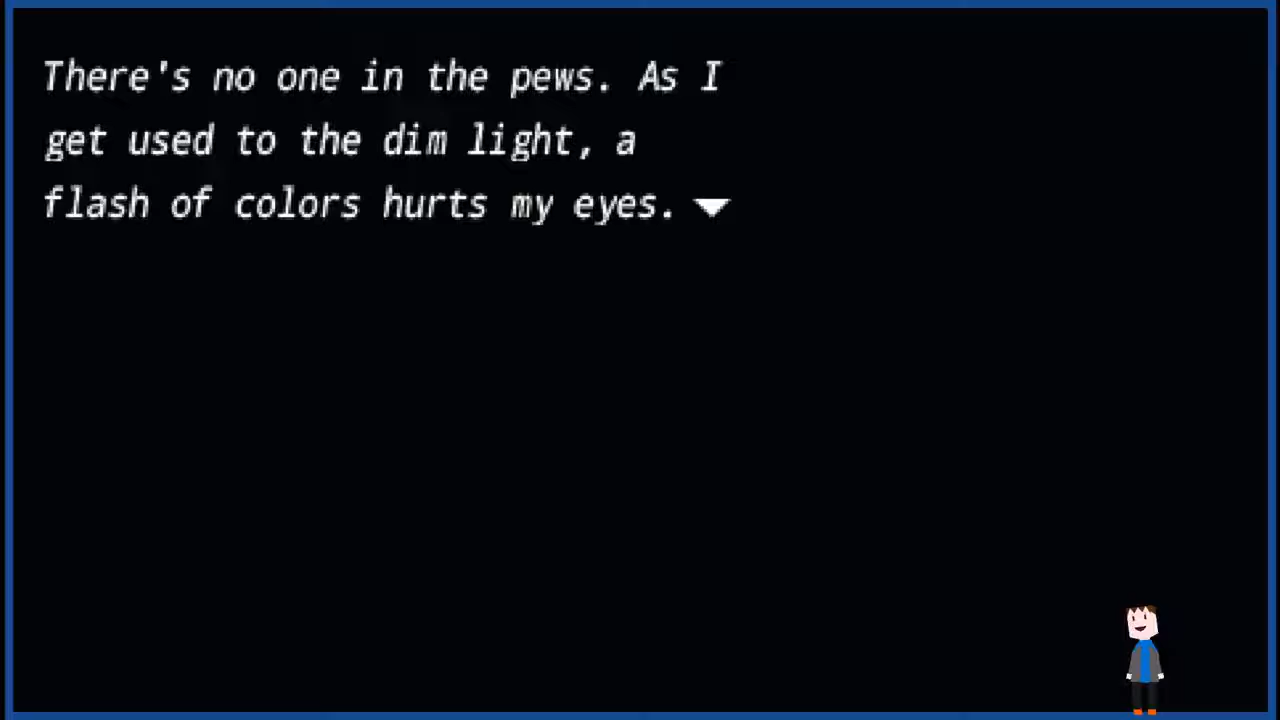 There's no one in the pews. As I
get used to the dim light, a
flash of colors hurts my eyes.